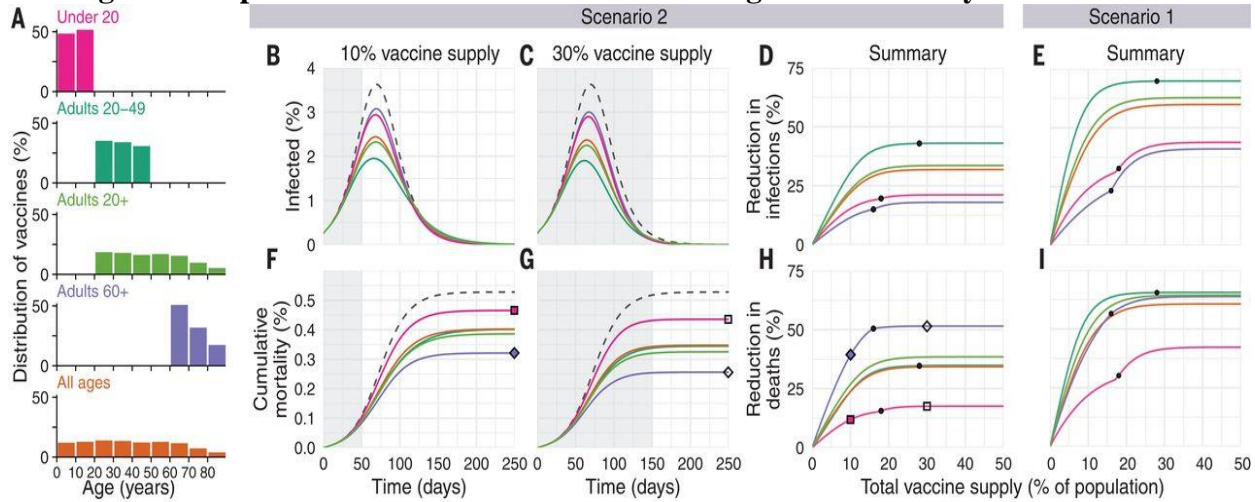 Scenario 2
Scenario 1
A
Under 20
50
0
Adults 20–49
50
0
Adults 20+
50
0
Adults 60+
50
0
All ages
50
0
0 10 20 30 40 50 60 70 80
Age (years)
Distribution of vaccines (%)
B
10% vaccine supply
4
3
2
1
0
Infected (%)
C
30% vaccine supply
D
Summary
75
50
25
0
Reduction in
infections (%)
E
Summary
F
0.5
0.4
0.3
0.2
0.1
0.0
0 50 100 150 200 250
Time (days)
Cumulative
mortality (%)
G
0 50 100 150 200 250
Time (days)
H
75
50
25
0
0 10 20 30 40 50
Reduction in
deaths (%)
I
0 10 20 30 40 50
Total vaccine supply (% of population)